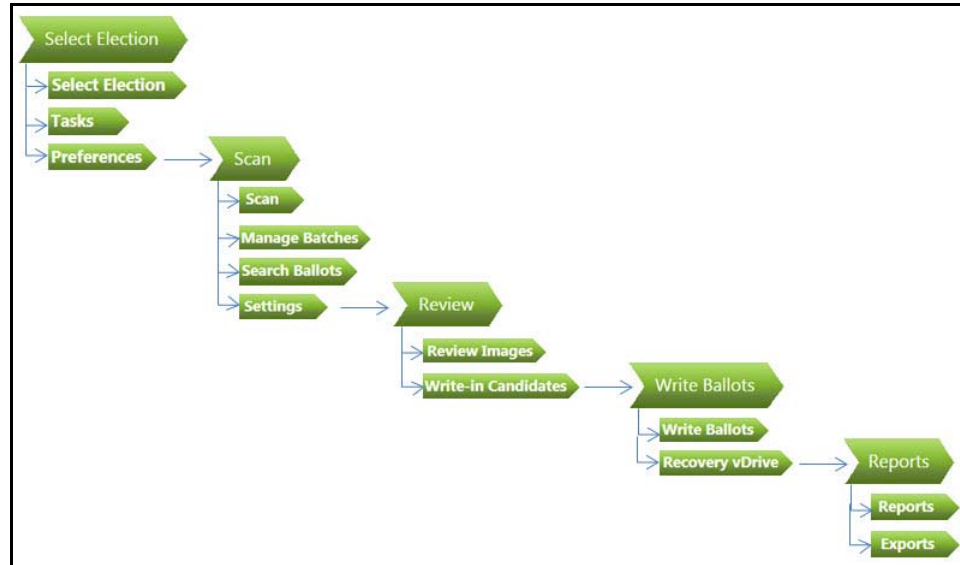 Select Election
Select Election
Tasks
Preferences
Scan
Scan
Manage Batches
Search Ballots
Settings
Review
Review Images
Write-in Candidates
Write Ballots
Write Ballots
Recovery vDrive
Reports
Reports
Exports